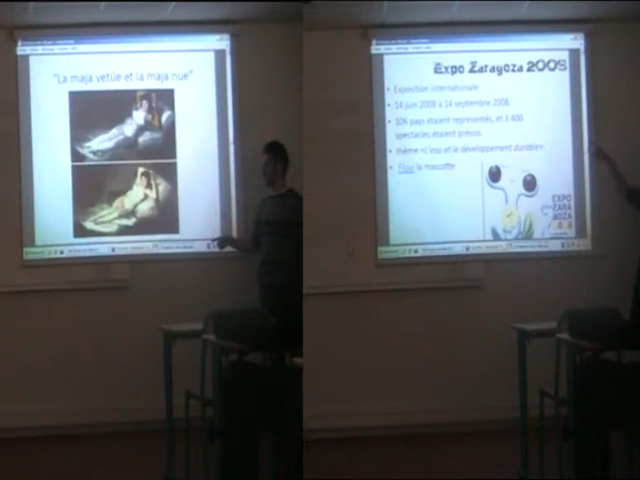 "La maja vetûe et la maja nue"
Expo Zaragoza 2008
• Exposition internationale
• 14 juin 2008 à 14 septembre 2008.
• 106 pays étaient représentés, et 3 400
spectacles étaient prévus.
• thème «L'eau et le développement durable».
• Fluvi la mascotte
EXPO
ZARA
GOZA